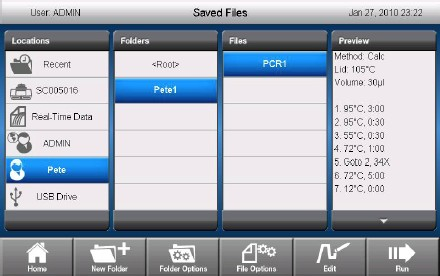 User: ADMIN
Saved Files
Jan 27, 2010 23:22
Locations
Folders
Files
Preview
Recent
SC005016
Real-Time Data
ADMIN
Pete
USB Drive
<Root>
Pete1
PCR1
Method: Calc
Lid: 105°C
Volume: 30µl
1. 95°C, 3:00
2. 95°C, 0:30
3. 55°C, 0:30
4. 72°C, 1:00
5. Goto 2, 34X
6. 72°C, 5:00
7. 12°C, 0:00
Home
New Folder
Folder Options
File Options
Edit
Run